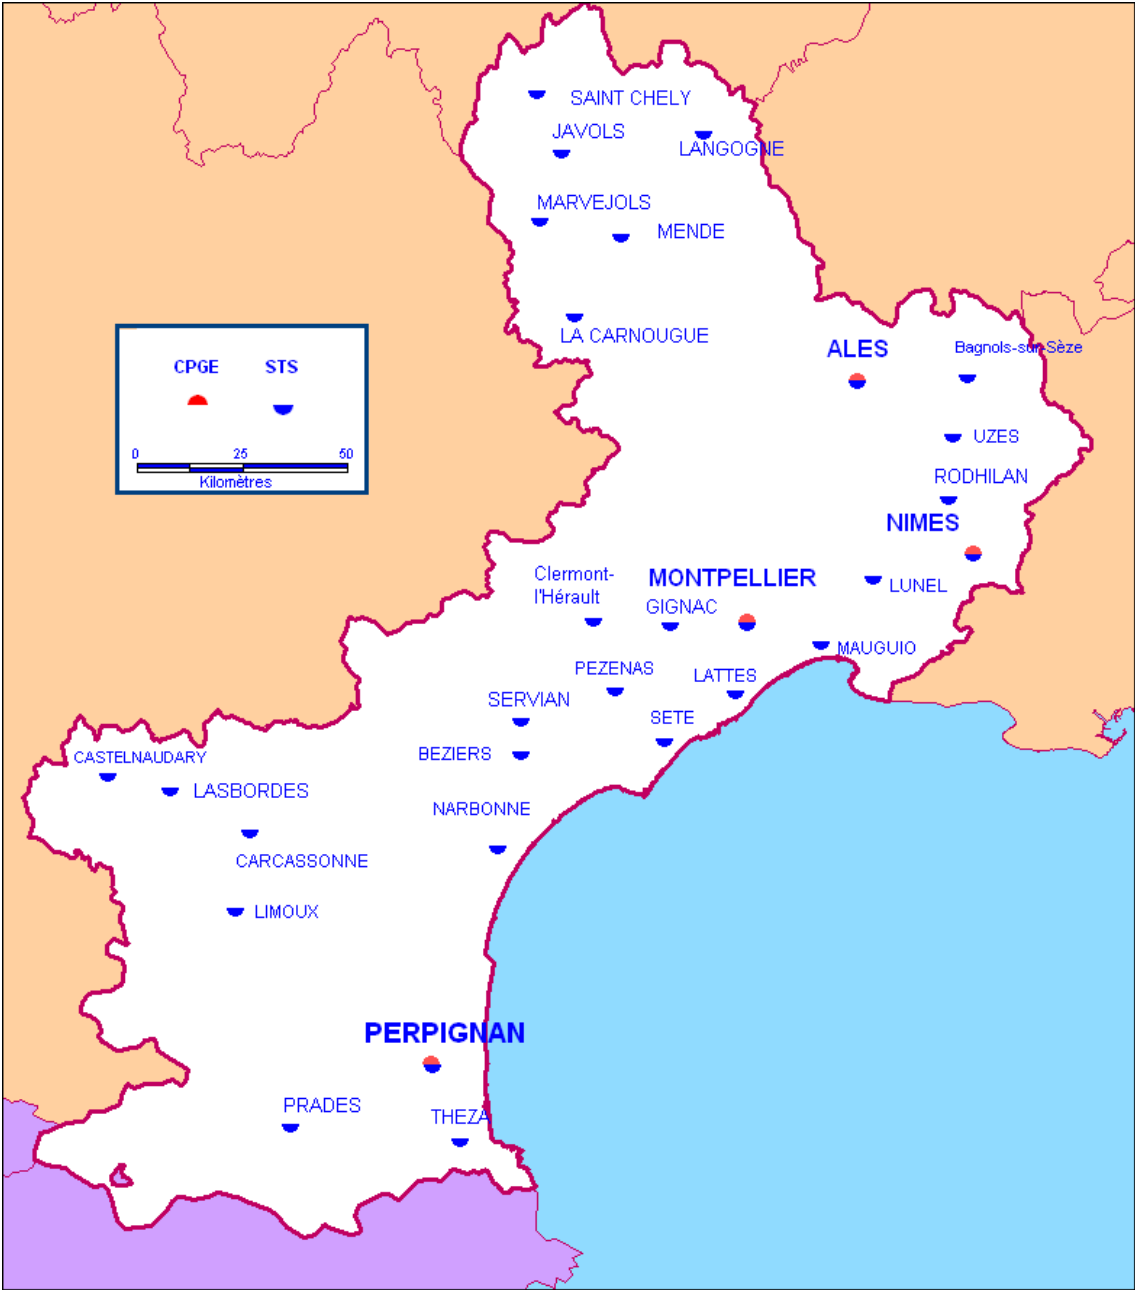 SAINT CHELY
JAVOLS
LANGOGNE
MARVEJOLS
MENDE
LA CARNOUGUE
ALES
Bagnols-sur-Sèze
CPGE STS
0 25 50
Kilomètres
UZES
RODHILAN
NIMES
Clermont-
l'Hérault
MONTPELLIER
GIGNAC
LUNEL
MAUGUIO
PEZENAS
LATTES
SERVIAN
SETE
BEZIERS
CASTELNAUDARY
LASBORDES
NARBONNE
CARCASSONNE
LIMOUX
PERPIGNAN
PRADES
THEZA